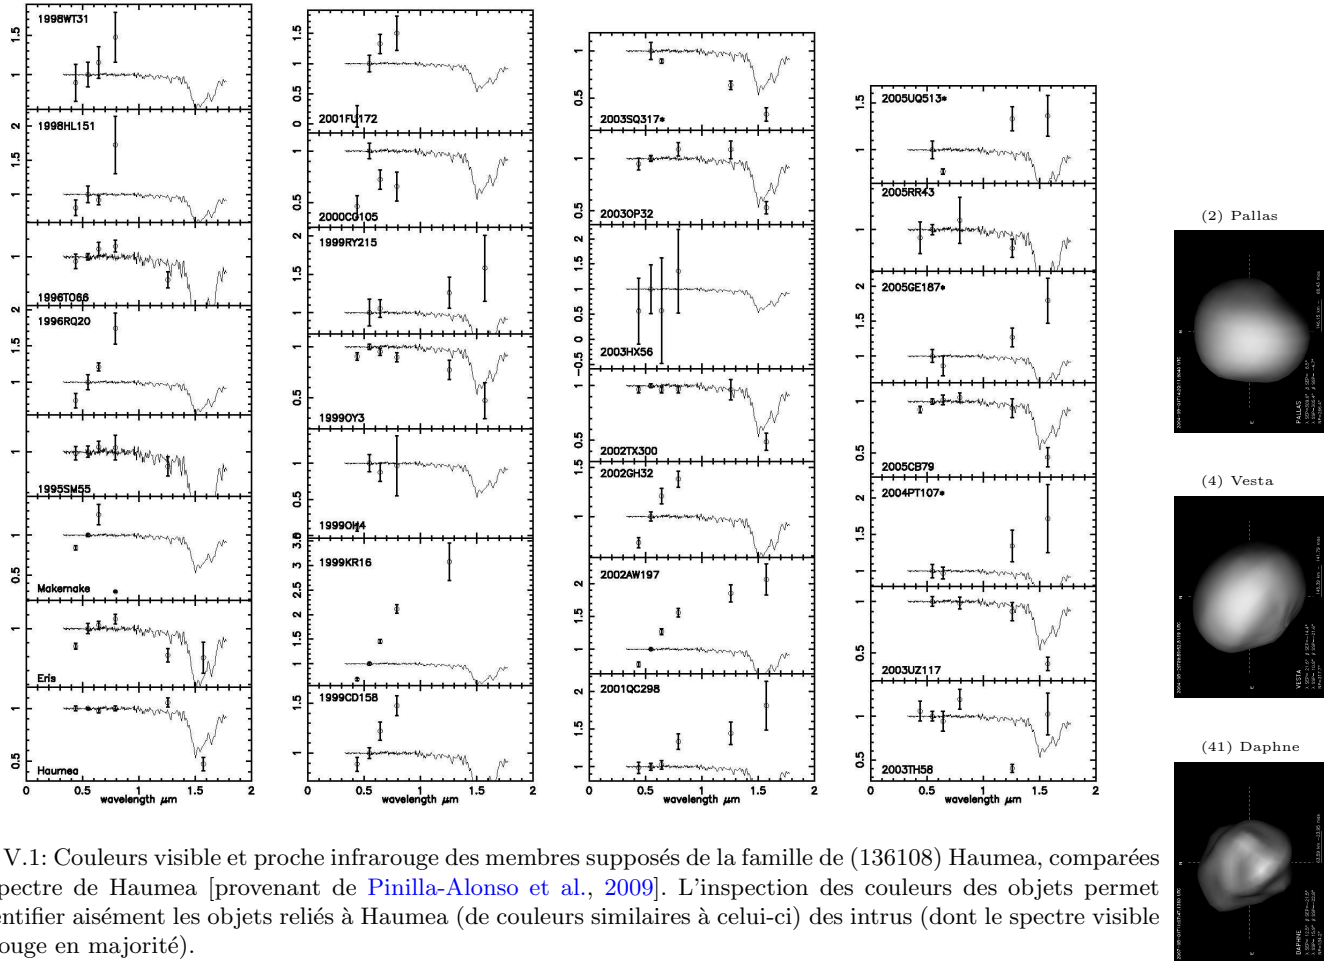 1998WT31
1998HL151
1996TO66
1996RQ20
1995SM55
Makemake
Eris
Haumea
wavelength μm
2001FU172
2000CG105
1999RY215
1999OY3
1999OH4
1999KR16
1999CD158
wavelength μm
2003SQ317*
2003OP32
2003HX56
2002TX300
2002GH32
2002AW197
2001QC298
wavelength μm
2005UQ513*
2005RR43
2005GE187*
2005CB79
2004PT107*
2003UZ117
2003TH58
wavelength μm
(2) Pallas
PALLAS
(4) Vesta
VESTA
(41) Daphne
DAPHNE
V.1: Couleurs visible et proche infrarouge des membres supposés de la famille de (136108) Haumea, comparées
spectre de Haumea [provenant de Pinilla-Alonso et al., 2009]. L'inspection des couleurs des objets permet
entifier aisément les objets reliés à Haumea (de couleurs similaires à celui-ci) des intrus (dont le spectre visible
ouge en majorité).